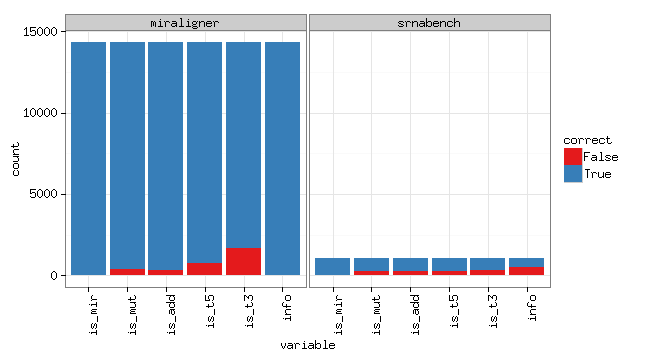 miraligner
srnabench
15000
10000
5000
0
count
is_mir
is_mut
is_add
is_t5
is_t3
info
is_mir
is_mut
is_add
is_t5
is_t3
info
variable
correct
False
True